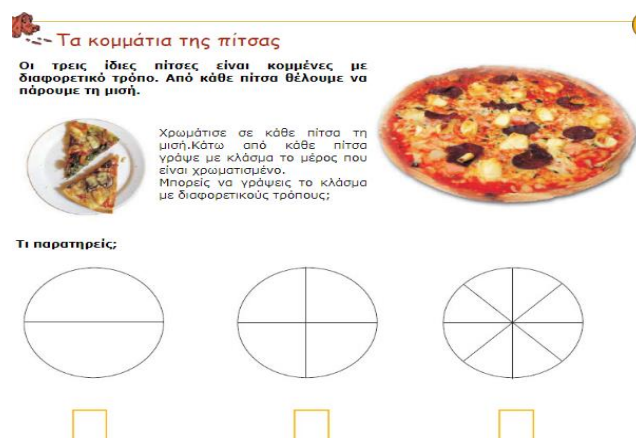 Τα κομμάτια της πίτσας
Οι τρεις ίδιες πίτσες είναι κομμένες με
διαφορετικό τρόπο. Από κάθε πίτσα θέλουμε να
πάρουμε τη μισή.
Χρωμάτισε σε κάθε πίτσα τη
μισή.Κάτω από κάθε πίτσα
γράψε με κλάσμα το μέρος που
είναι χρωματισμένο.
Μπορείς να γράψεις το κλάσμα
με διαφορετικούς τρόπους;
Τι παρατηρείς;